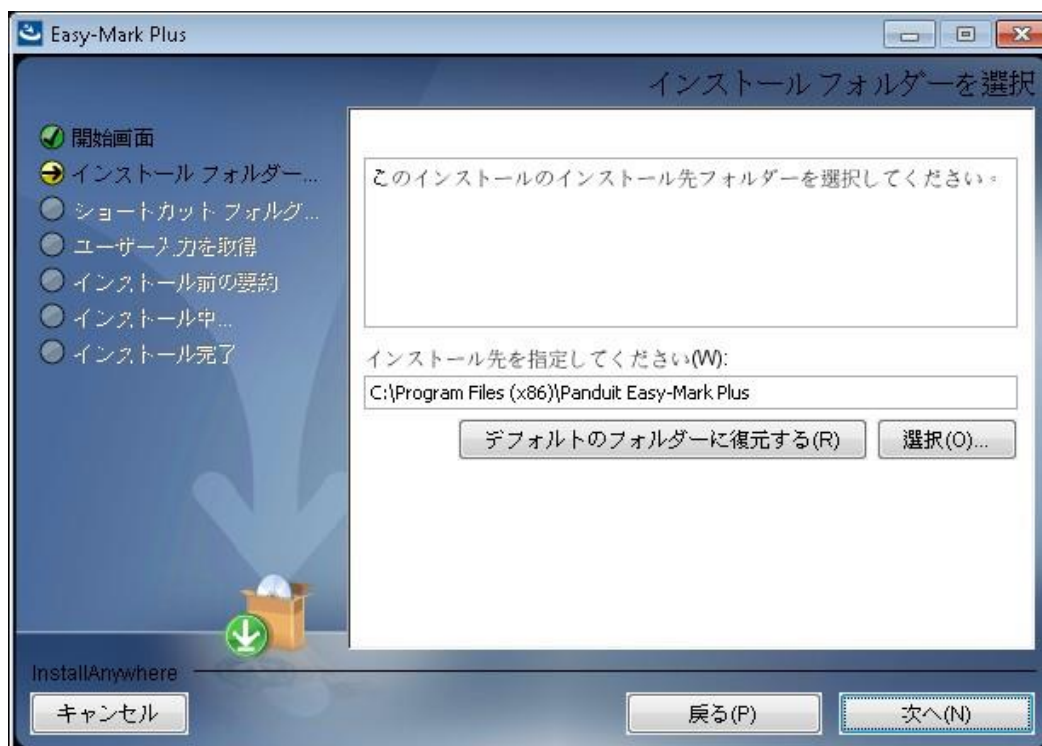 Easy-Mark Plus
インストール フォルダーを選択
開始画面
インストール フォルダー...
ショートカット フォルダ...
ユーザー入力を取得
インストール前の要約
インストール中...
インストール完了
このインストールのインストール先フォルダーを選択してください。
インストール先を指定してください(W):
C:\Program Files (x86)\Panduit Easy-Mark Plus
デフォルトのフォルダーに復元する(R)
選択(O)...
InstallAnywhere
キャンセル
戻る(P)
次へ(N)